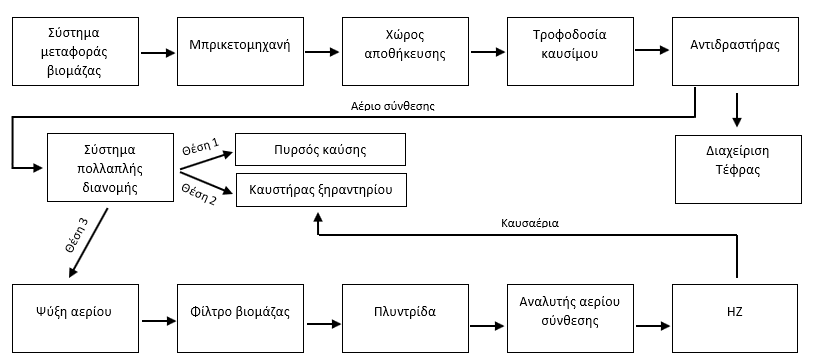 Σύστημα
μεταφοράς
βιομάζας
Μπρικετομηχανή
Χώρος
αποθήκευσης
Τροφοδοσία
καυσίμου
Αντιδραστήρας
Αέριο σύνθεσης
Σύστημα
πολλαπλής
διανομής
Θέση 1
Θέση 2
Πυρσός καύσης
Καυστήρας ξηραντηρίου
Διαχείριση
Τέφρας
Θέση 3
Καυσαέρια
Ψύξη αερίου
Φίλτρο βιομάζας
Πλυντρίδα
Αναλυτής αερίου
σύνθεσης
ΗΖ